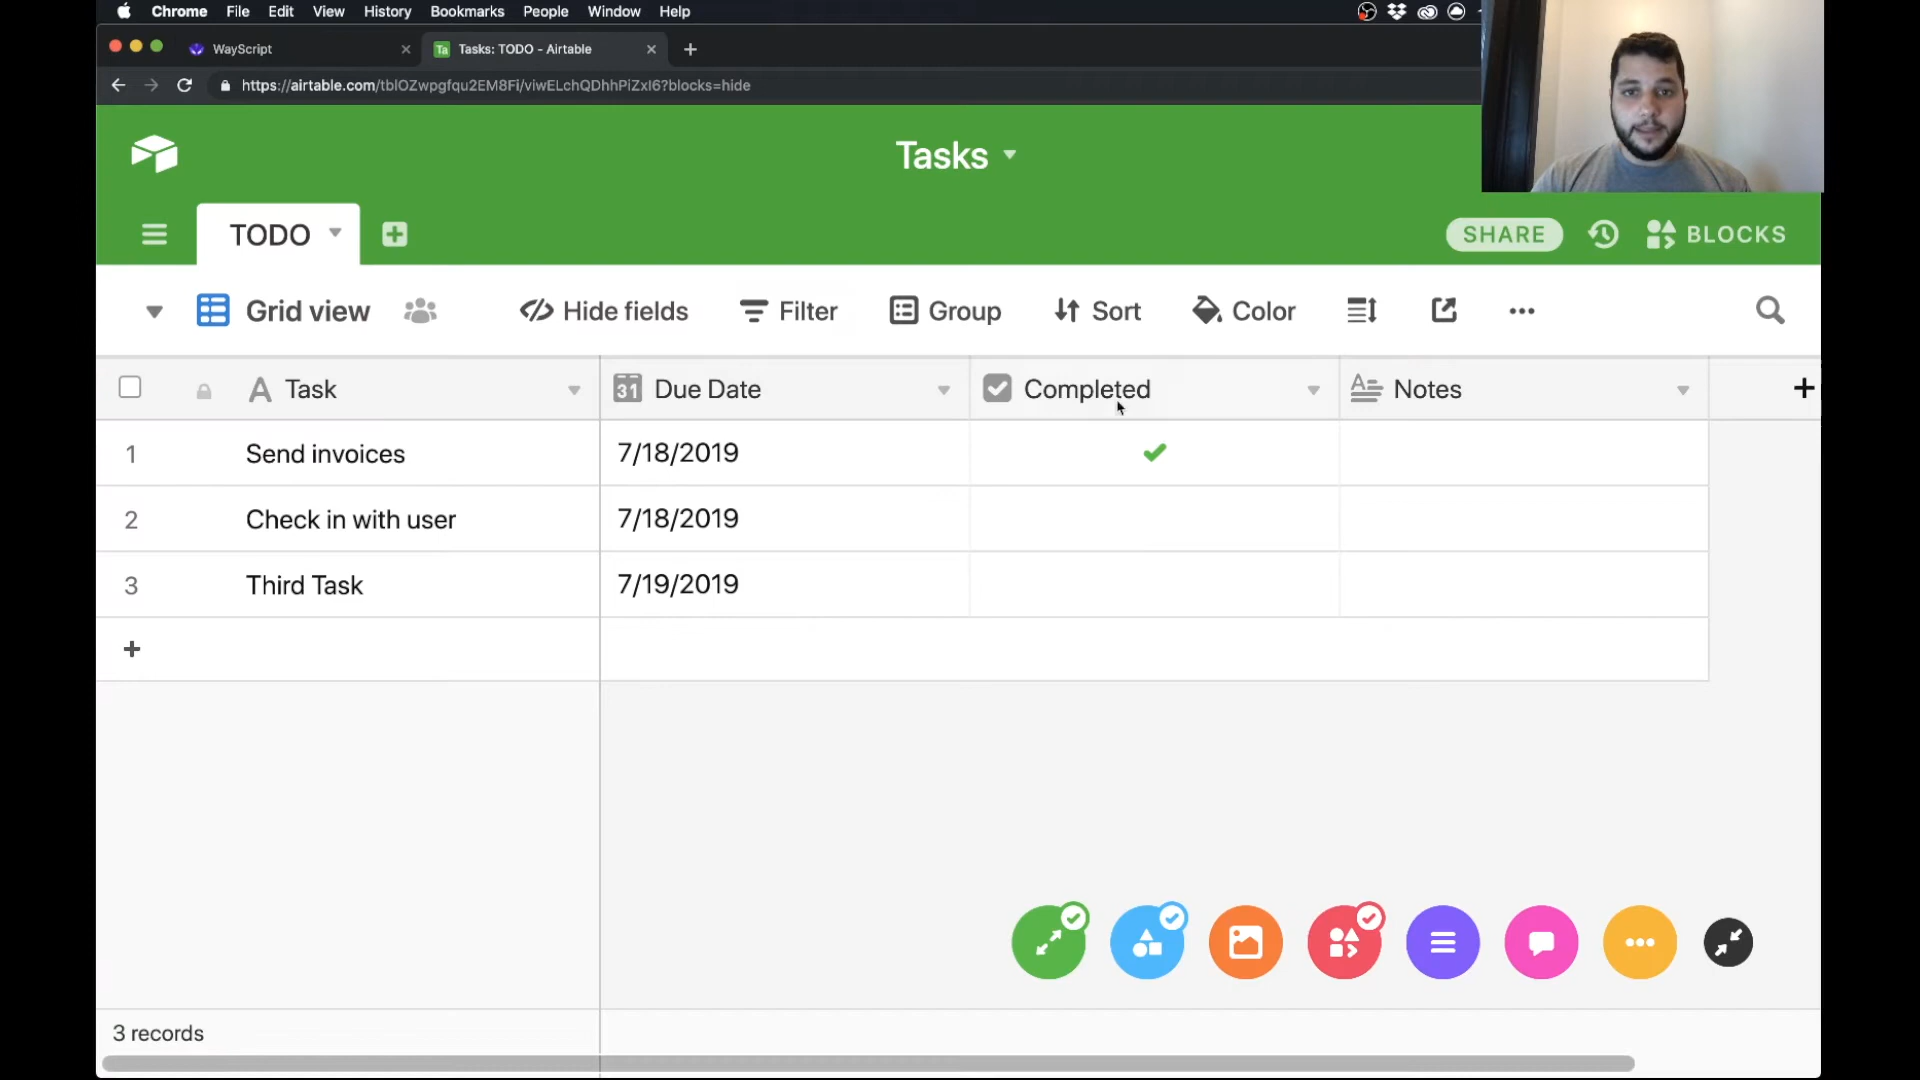 Chrome File Edit View History Bookmarks People Window Help
WayScript
Ta Tasks: TODO - Airtable
https://airtable.com/tblOZwpgfqu2EM8Fi/viwELchQDhhPiZxI6?blocks=hide
Tasks
TODO
SHARE BLOCKS
Grid view Hide fields Filter Group Sort Color
A Task 31 Due Date Completed A Notes
1 Send invoices 7/18/2019
2 Check in with user 7/18/2019
3 Third Task 7/19/2019
3 records